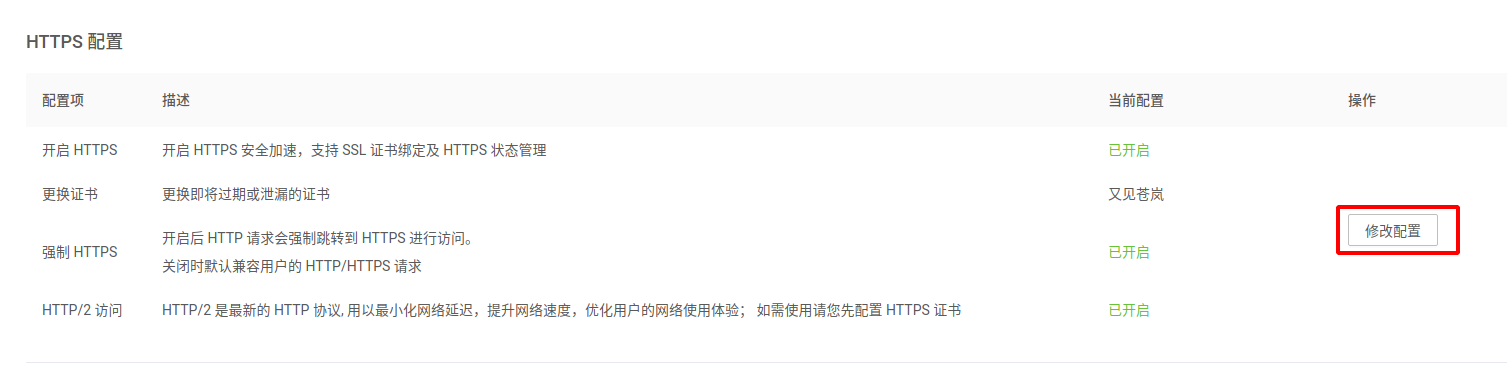 HTTPS 配置
配置项 描述 当前配置 操作
开启 HTTPS 开启 HTTPS 安全加速，支持 SSL 证书绑定及 HTTPS 状态管理 已开启
更换证书 更换即将过期或泄漏的证书 又见苍岚
修改配置
强制 HTTPS 开启后 HTTP 请求会强制跳转到 HTTPS 进行访问。
关闭时默认兼容用户的 HTTP/HTTPS 请求 已开启
HTTP/2 访问 HTTP/2 是最新的 HTTP 协议, 用以最小化网络延迟，提升网络速度，优化用户的网络使用体验； 如需使用请您先配置 HTTPS 证书 已开启